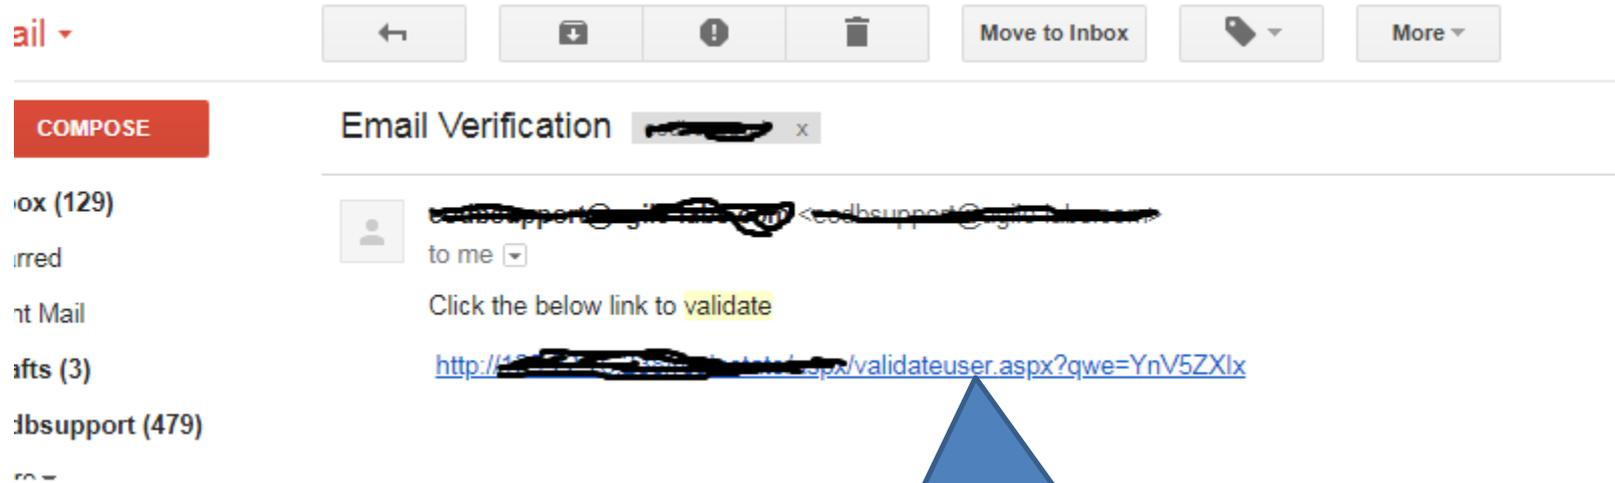 ail
Move to Inbox
More
COMPOSE
Email Verification x
ox (129)
rred
to me
nt Mail
Click the below link to validate
afts (3)
http:// /validateuser.aspx?qwe=YnV5ZXIx
dbsupport (479)